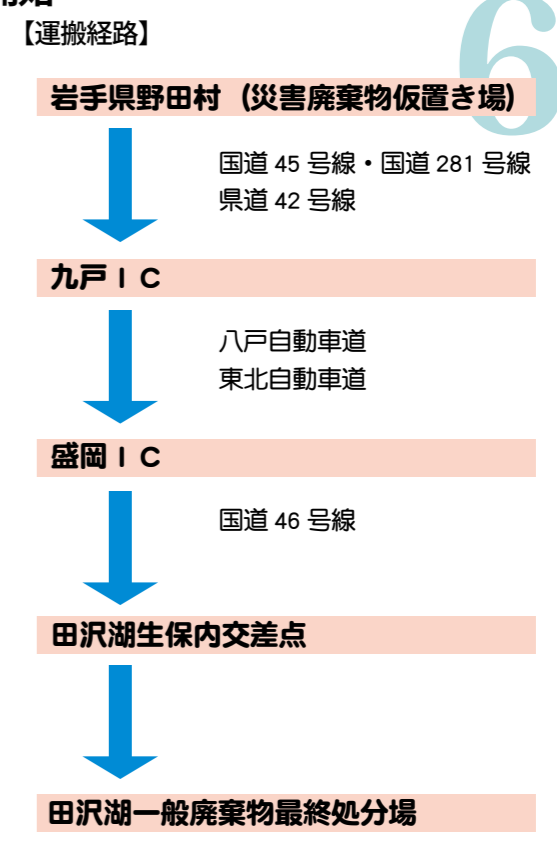 【運搬経路】
6
岩手県野田村(災害廃棄物仮置き場)
国道 45 号線・国道 281 号線
県道 42 号線
九戸IC
八戸自動車道
東北自動車道
盛岡IC
国道 46 号線
田沢湖生保内交差点
田沢湖一般廃棄物最終処分場